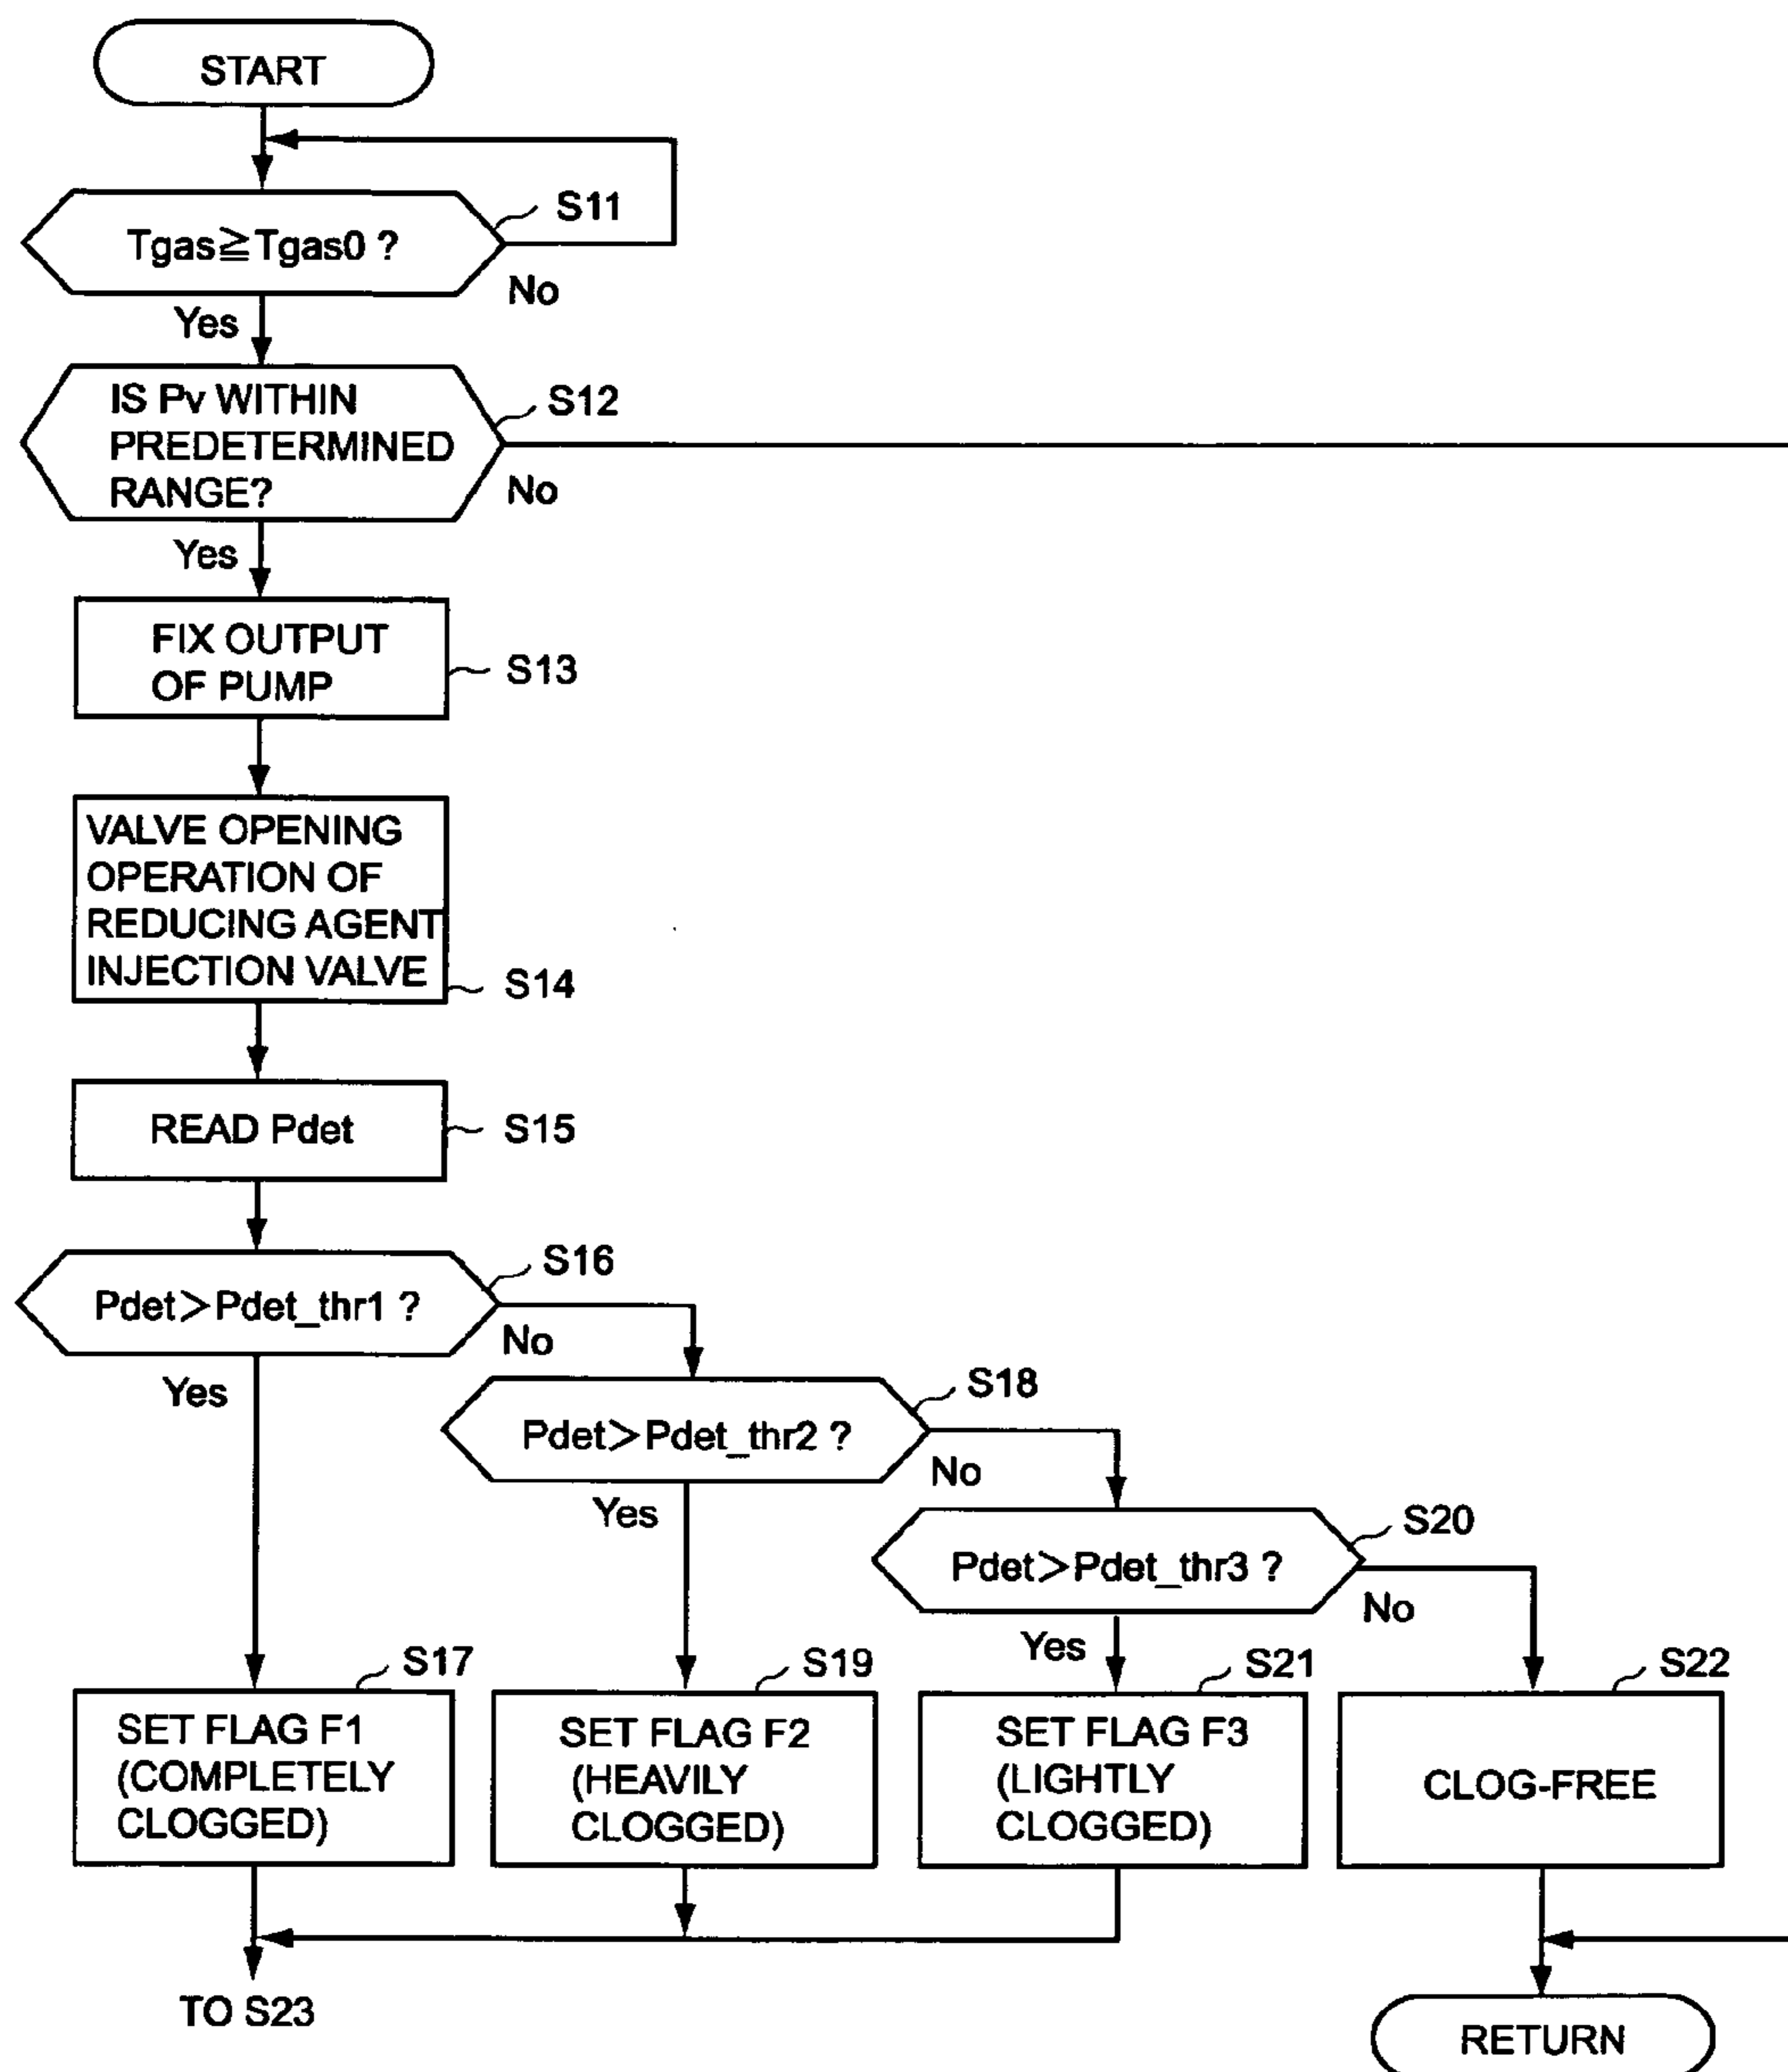 START
S11
Tgas≧Tgas0 ?
No
Yes
IS Pv WITHIN
PREDETERMINED
RANGE?
S12
No
Yes
FIX OUTPUT
OF PUMP
S13
VALVE OPENING
OPERATION OF
REDUCING AGENT
INJECTION VALVE
S14
READ Pdet
S15
S16
Pdet>Pdet_thr1 ?
No
Yes
S18
Pdet>Pdet_thr2 ?
No
Yes
S20
Pdet>Pdet_thr3 ?
No
Yes
S17
SET FLAG F1
(COMPLETELY
CLOGGED)
S19
SET FLAG F2
(HEAVILY
CLOGGED)
S21
SET FLAG F3
(LIGHTLY
CLOGGED)
S22
CLOG-FREE
TO S23
RETURN